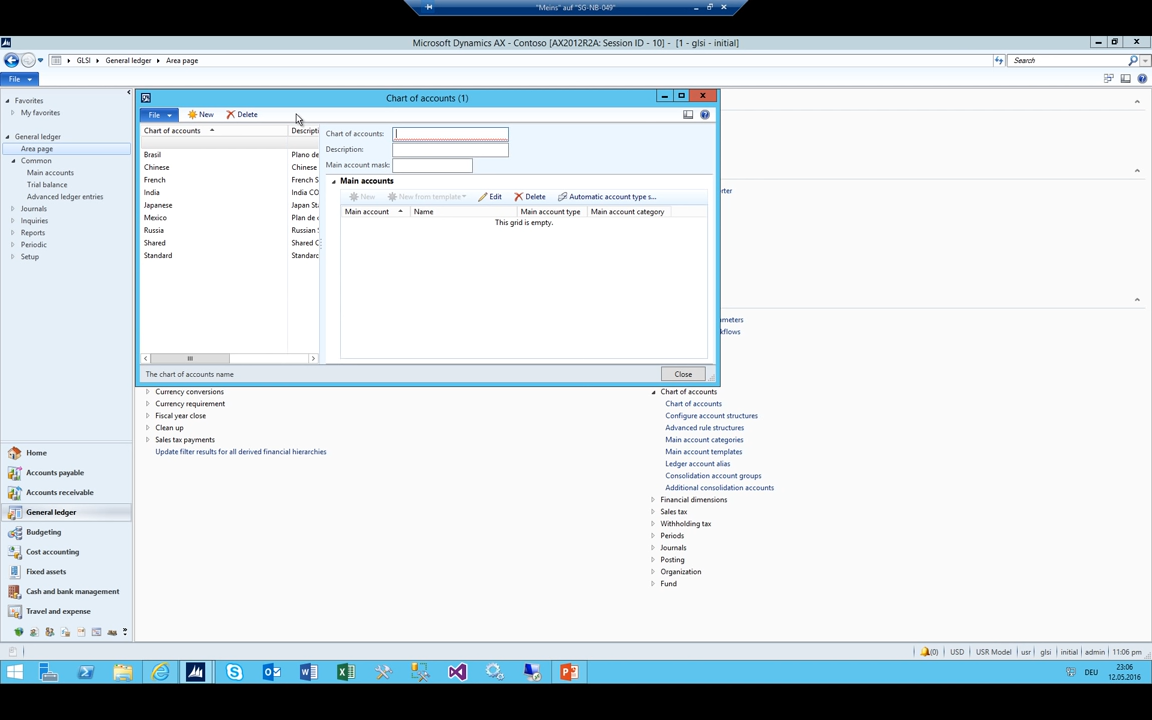 "Meins" auf "SG-NB-049"
Microsoft Dynamics AX - Contoso [AX2012R2A: Session ID - 10] - [1 - glsi - initial]
GLSI General ledger Area page
Search
File
Favorites
My favorites
General ledger
Area page
Common
Main accounts
Trial balance
Advanced ledger entries
Journals
Inquiries
Reports
Periodic
Setup
Chart of accounts (1)
File New Delete
Chart of accounts
Descripti
Brasil Plano de
Chinese Chinese
French French S
India India CO
Japanese Japan Sta
Mexico Plan de c
Russia Russian S
Shared Shared C
Standard Standard
Chart of accounts:
Description:
Main account mask:
Main accounts
New New from template Edit Delete Automatic account type s...
Main account Name Main account type Main account category
This grid is empty.
The chart of accounts name
Close
rter
meters
kflows
Currency conversions
Currency requirement
Fiscal year close
Clean up
Sales tax payments
Update filter results for all derived financial hierarchies
Chart of accounts
Chart of accounts
Configure account structures
Advanced rule structures
Main account categories
Main account templates
Ledger account alias
Consolidation account groups
Additional consolidation accounts
Financial dimensions
Sales tax
Withholding tax
Periods
Journals
Posting
Organization
Fund
Home
Accounts payable
Accounts receivable
General ledger
Budgeting
Cost accounting
Fixed assets
Cash and bank management
Travel and expense
(0) USD USR Model usr glsi initial admin 11:06 pm
DEU
23:06
12.05.2016